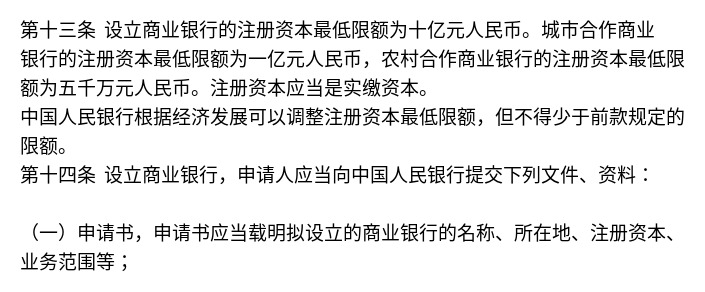 第十三条 设立商业银行的注册资本最低限额为十亿元人民币。城市合作商业
银行的注册资本最低限额为一亿元人民币，农村合作商业银行的注册资本最低限
额为五千万元人民币。注册资本应当是实缴资本。
中国人民银行根据经济发展可以调整注册资本最低限额，但不得少于前款规定的
限额。
第十四条 设立商业银行，申请人应当向中国人民银行提交下列文件、资料：
（一）申请书，申请书应当载明拟设立的商业银行的名称、所在地、注册资本、
业务范围等；